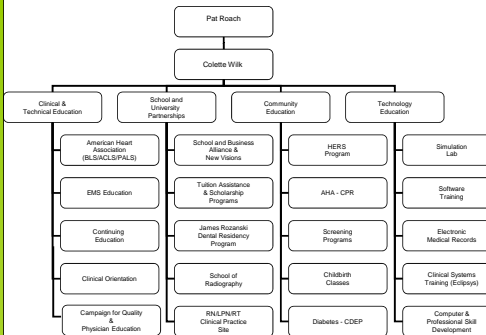 Pat Roach
Colette Wilk
Clinical &
Technical Education
School and
University
Partnerships
Community
Education
Technology
Education
American Heart
Association
(BLS/ACLS/PALS)
EMS Education
Continuing
Education
Clinical Orientation
Campaign for Quality
&
Physician Education
School and Business
Alliance &
New Visions
Tuition Assistance
& Scholarship
Programs
James Rozanski
Dental Residency
Program
School of
Radiography
RN/LPN/RT
Clinical Practice
Site
HERS
Program
AHA - CPR
Screening
Programs
Childbirth
Classes
Diabetes - CDEP
Simulation
Lab
Software
Training
Electronic
Medical Records
Clinical Systems
Training (Eclipsys)
Computer &
Professional Skill
Development